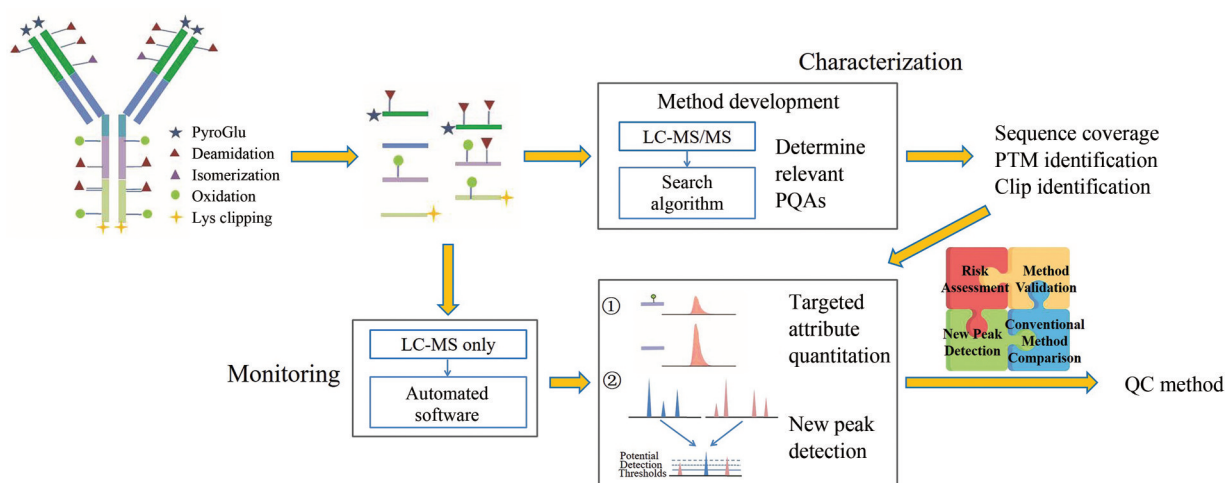 PyroGlu
Deamidation
Isomerization
Oxidation
Lys clipping
Characterization
Method development
LC-MS/MS
Search
algorithm
Determine
relevant
PQAs
Sequence coverage
PTM identification
Clip identification
Monitoring
LC-MS only
Automated
software
①
Targeted
attribute
quantitation
②
New peak
detection
Potential
Detection
Thresholds
Risk
Assessment
Method
Validation
New Peak
Detection
Conventional
Method
Comparison
QC method